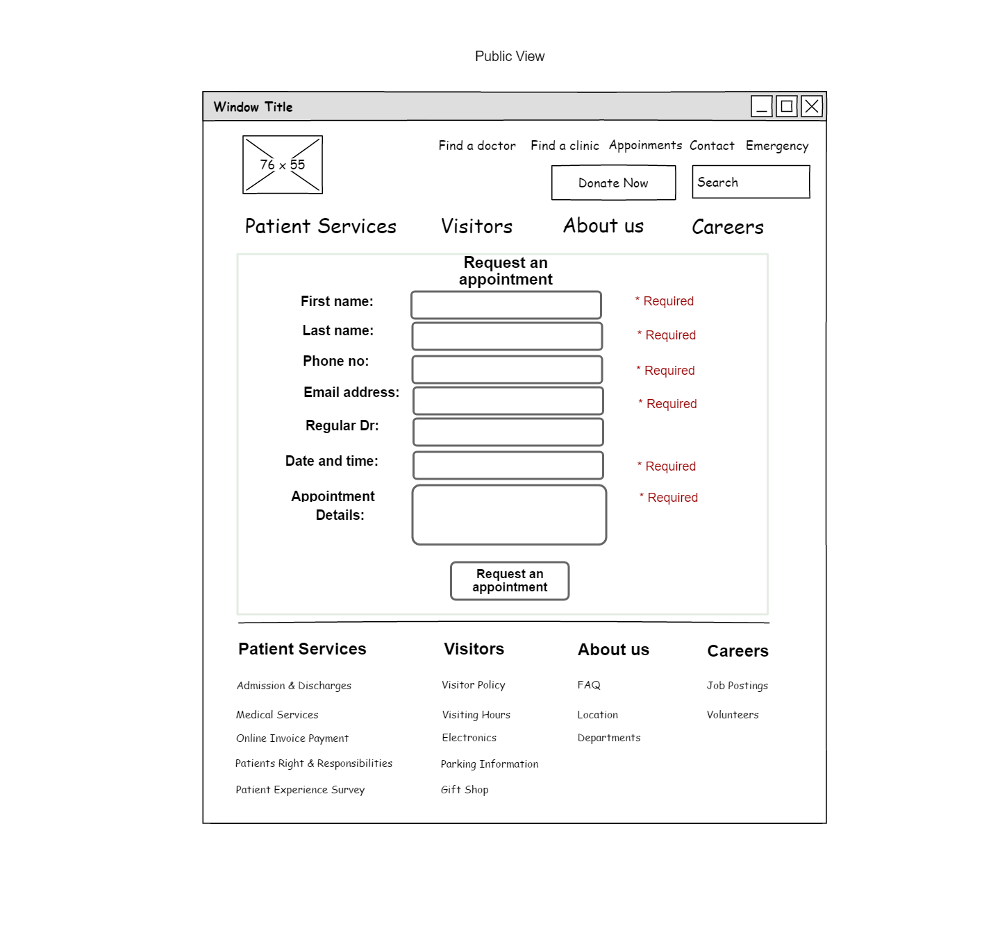 Public View
Window Title
76 x 55
Find a doctor Find a clinic Appoinments Contact Emergency
Donate Now Search
Patient Services Visitors About us Careers
Request an
appointment
First name: * Required
Last name: * Required
Phone no: * Required
Email address: * Required
Regular Dr:
Date and time: * Required
Appointment * Required
Details:
Request an
appointment
Patient Services Visitors About us Careers
Admission & Discharges Visitor Policy FAQ Job Postings
Medical Services Visiting Hours Location Volunteers
Online Invoice Payment Electronics Departments
Patients Right & Responsibilities Parking Information
Patient Experience Survey Gift Shop